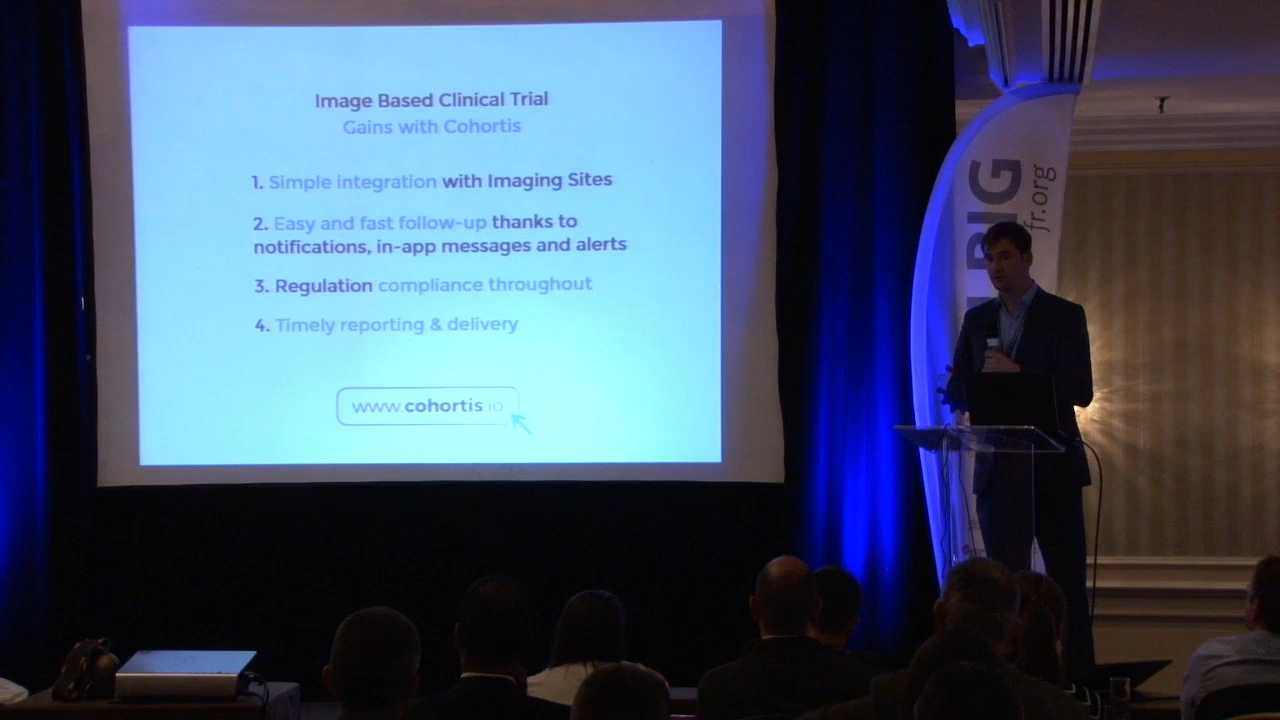 Image Based Clinical Trial
Gains with Cohortis
1. Simple integration with Imaging Sites
2. Easy and fast follow-up thanks to
notifications, in-app messages and alerts
3. Regulation compliance throughout
4. Timely reporting & delivery
www.cohortis.io
BIG
fr.org